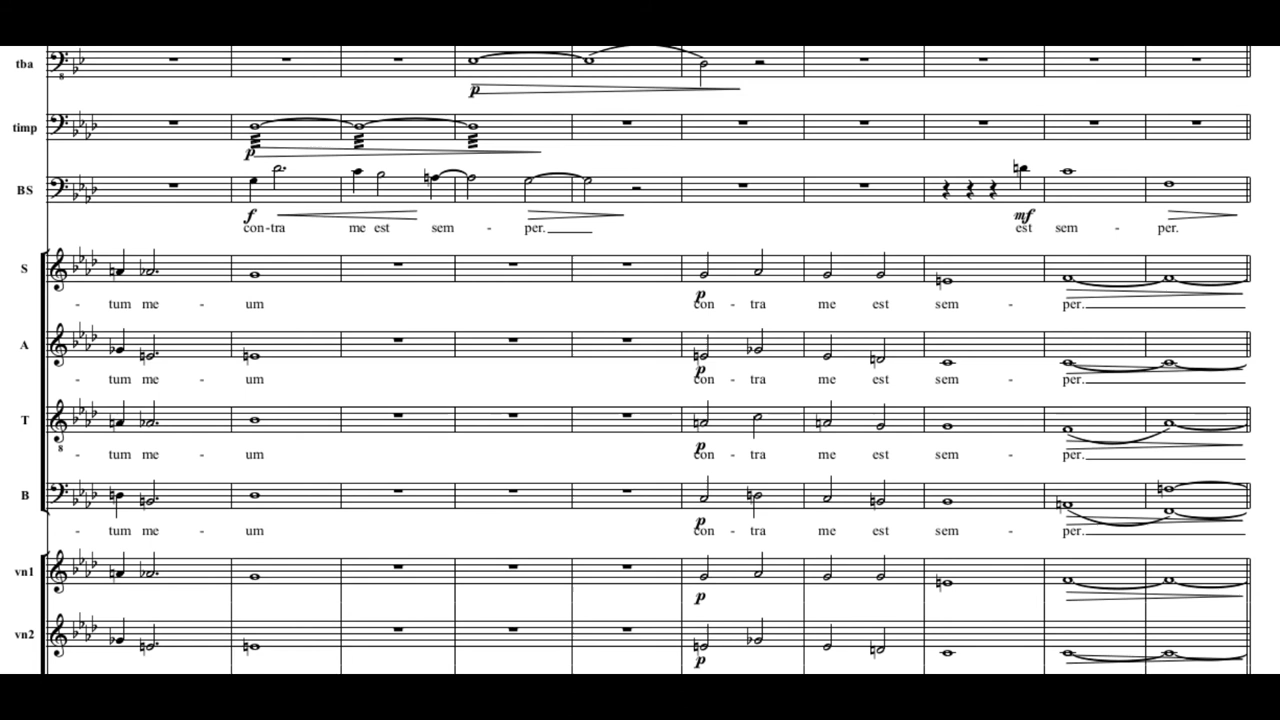 tba
8
p
timp
p
BS
f mf
con-tra me est sem - per. est sem - per.
S
p
- tum me - um con - tra me est sem - per.
A
p
- tum me - um con - tra me est sem - per.
T
8
p
- tum me - um con - tra me est sem - per.
B
p
- tum me - um con - tra me est sem - per.
vn1
p
vn2
p